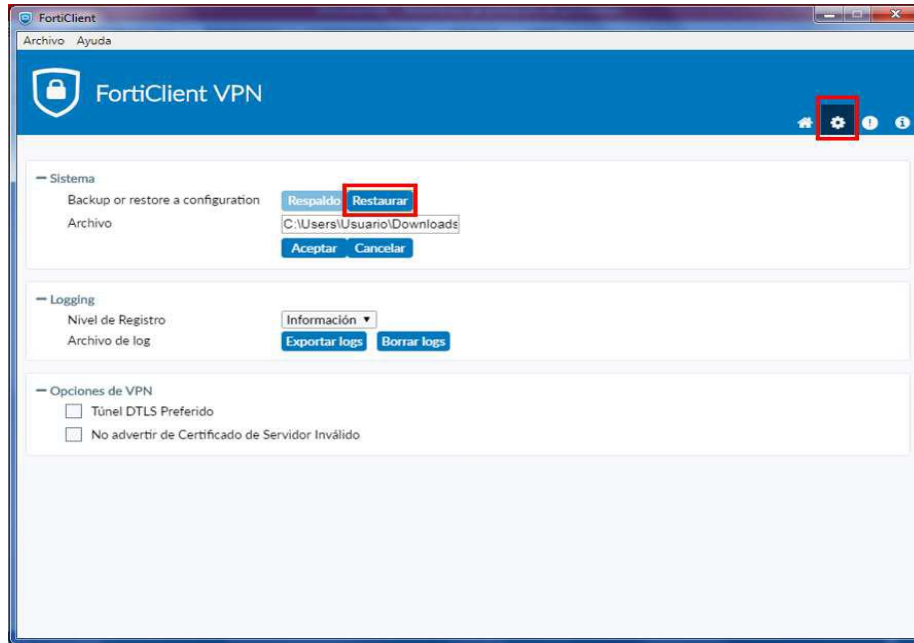 FortiClient
Archivo Ayuda
FortiClient VPN
Sistema
Backup or restore a configuration Respaldo Restaurar
Archivo C:\Users\Usuario\Downloads
Aceptar Cancelar
Logging
Nivel de Registro Información ▼
Archivo de log Exportar logs Borrar logs
Opciones de VPN
Túnel DTLS Preferido
No advertir de Certificado de Servidor Inválido